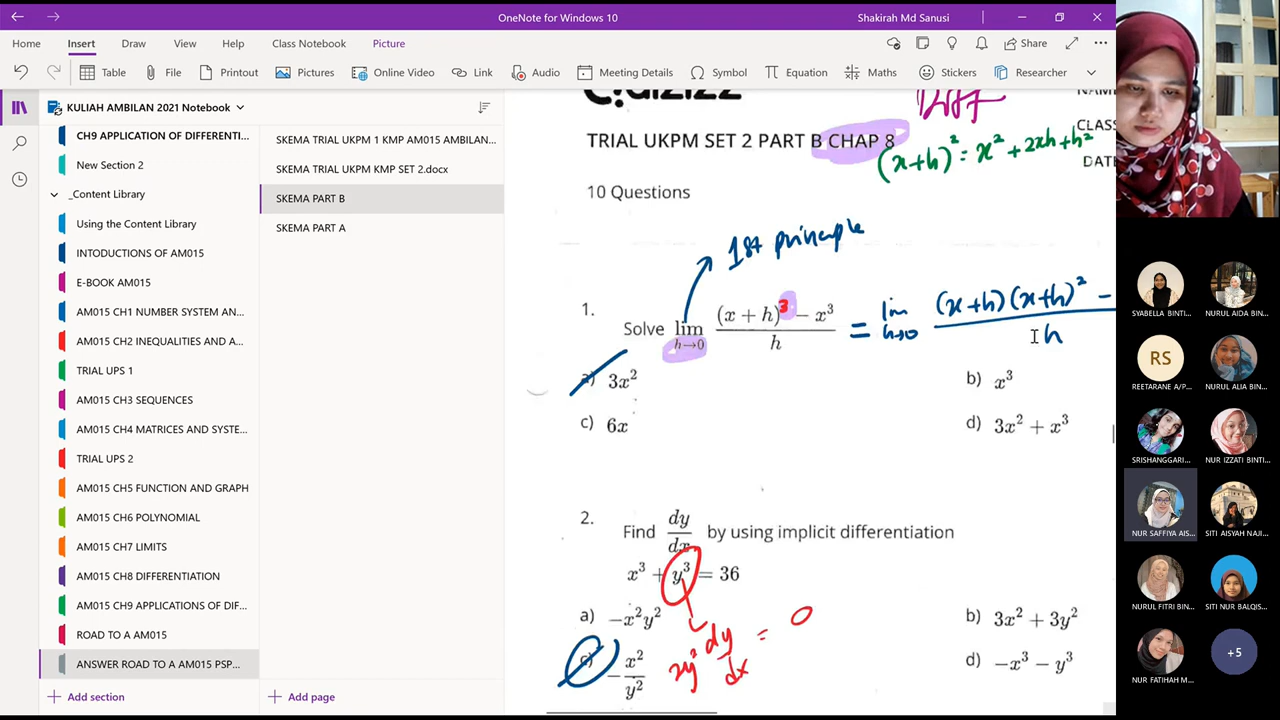 OneNote for Windows 10
Shakirah Md Sanusi
Home Insert Draw View Help Class Notebook Picture
Share
Table File Printout Pictures Online Video Link Audio Meeting Details Symbol Equation Maths Stickers Researcher
KULIAH AMBILAN 2021 Notebook
CH9 APPLICATION OF DIFFERENTI...
New Section 2
_Content Library
Using the Content Library
INTODUCTIONS OF AM015
E-BOOK AM015
AM015 CH1 NUMBER SYSTEM AN...
AM015 CH2 INEQUALITIES AND A...
TRIAL UPS 1
AM015 CH3 SEQUENCES
AM015 CH4 MATRICES AND SYSTE...
TRIAL UPS 2
AM015 CH5 FUNCTION AND GRAPH
AM015 CH6 POLYNOMIAL
AM015 CH7 LIMITS
AM015 CH8 DIFFERENTIATION
AM015 CH9 APPLICATIONS OF DIF...
ROAD TO A AM015
ANSWER ROAD TO A AM015 PSP...
Add section
SKEMA TRIAL UKPM 1 KMP AM015 AMBILAN...
SKEMA TRIAL UKPM KMP SET 2.docx
SKEMA PART B
SKEMA PART A
Add page
Quizizz
NAM
CLASS
DATE
TRIAL UKPM SET 2 PART B CHAP 8
(x+h)² = x² + 2xh + h²
10 Questions
1st principle
1. Solve lim h→0 ((x + h)³ − x³)/h = lim h→0 ((x+h)(x+h)² −)/h
a) 3x²
b) x³
c) 6x
d) 3x² + x³
2. Find dy/dx by using implicit differentiation
x³ + y³ = 36
a) −x²y²
b) 3x² + 3y²
c) −x²/y²
d) −x³ − y³
dy/dx = 0
SYABELLA BINTI...
NURUL AIDA BIN...
RS
REETARANE A/P...
NURUL ALIA BIN...
SRISHANGGARI...
NUR IZZATI BINTI...
NUR SAFFIYA AIS...
SITI AISYAH NAJI...
NURUL FITRI BIN...
SITI NUR BALQIS...
NUR FATIHAH M...
+5